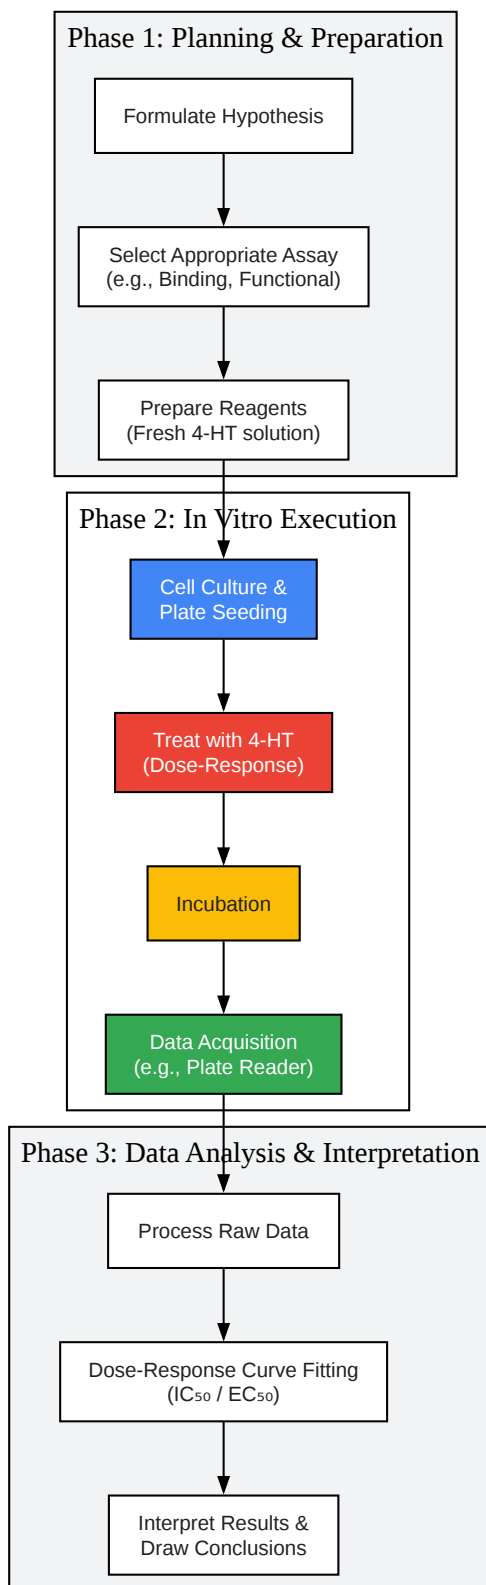 Phase 1: Planning & Preparation
Formulate Hypothesis
Select Appropriate Assay
(e.g., Binding, Functional)
Prepare Reagents
(Fresh 4-HT solution)
Phase 2: In Vitro Execution
Cell Culture &
Plate Seeding
Treat with 4-HT
(Dose-Response)
Incubation
Data Acquisition
(e.g., Plate Reader)
Phase 3: Data Analysis & Interpretation
Process Raw Data
Dose-Response Curve Fitting
(IC₅₀ / EC₅₀)
Interpret Results &
Draw Conclusions